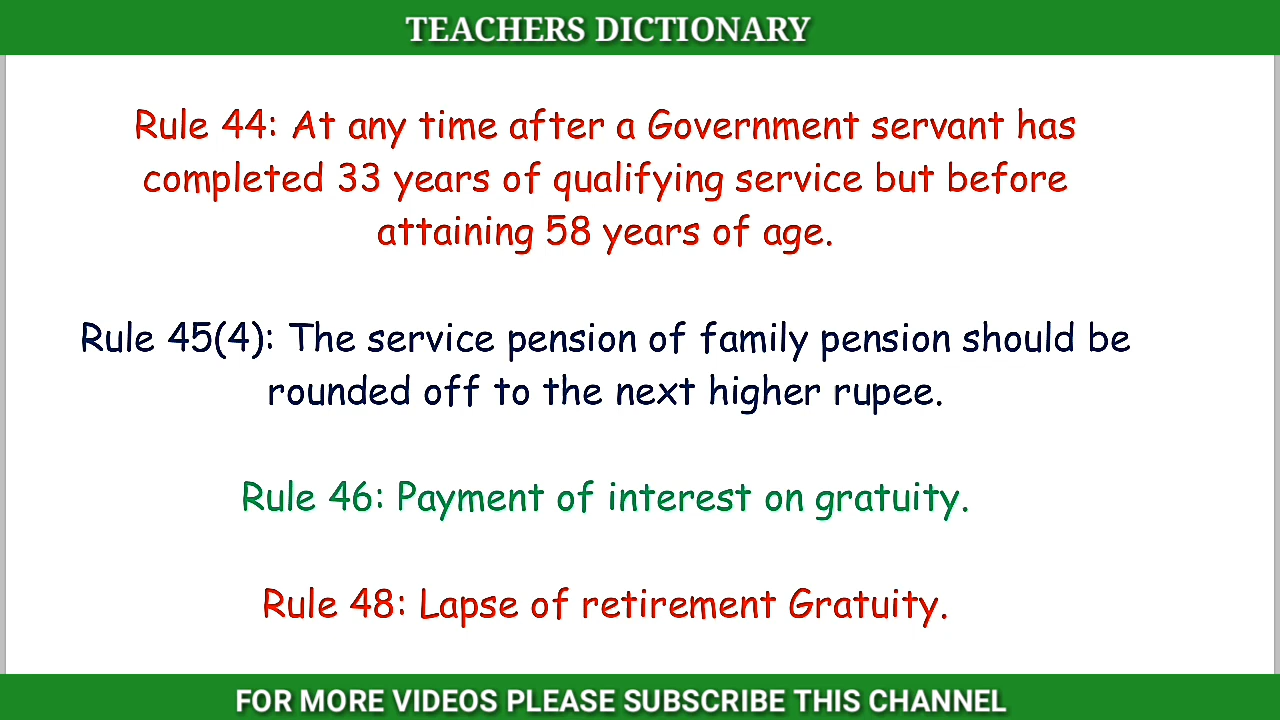 TEACHERS DICTIONARY
Rule 44: At any time after a Government servant has
completed 33 years of qualifying service but before
attaining 58 years of age.
Rule 45(4): The service pension of family pension should be
rounded off to the next higher rupee.
Rule 46: Payment of interest on gratuity.
Rule 48: Lapse of retirement Gratuity.
FOR MORE VIDEOS PLEASE SUBSCRIBE THIS CHANNEL